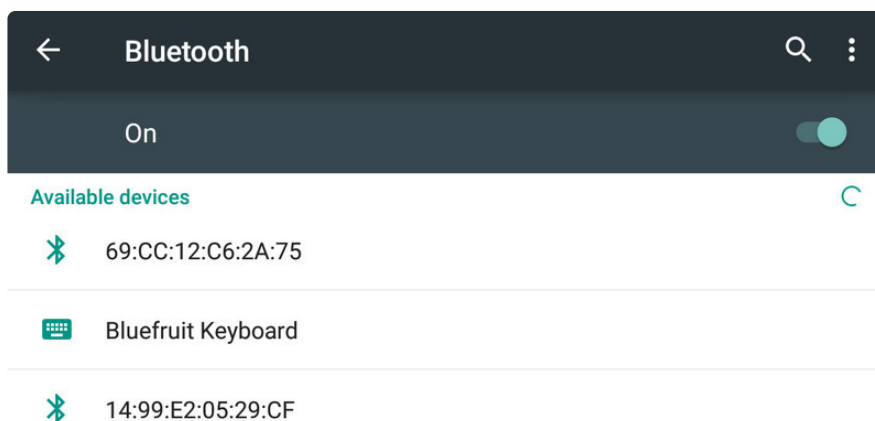 Bluetooth
On
Available devices
69:CC:12:C6:2A:75
Bluefruit Keyboard
14:99:E2:05:29:CF